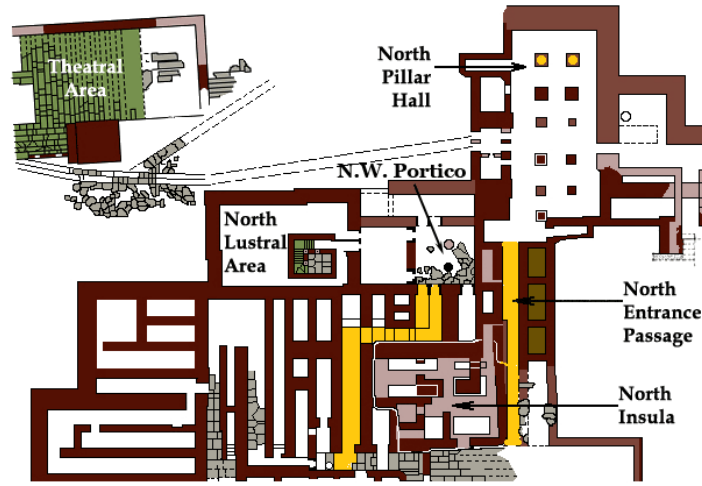 Theatral
Area
North
Pillar
Hall
N.W. Portico
North
Lustral
Area
North
Entrance
Passage
North
Insula